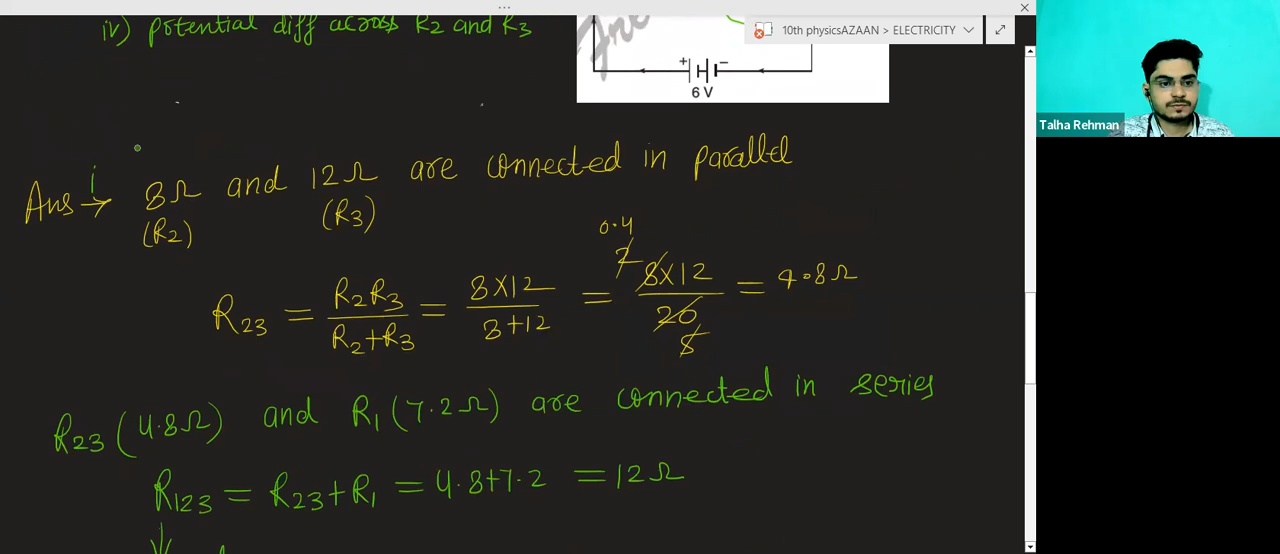 iv) potential diff across R2 and R3
10th physicsAZAAN > ELECTRICITY
+ −
6 V
Talha Rehman
i
Ans → 8Ω and 12Ω are connected in parallel
(R2) (R3)
R23 = R2R3 / R2+R3 = 8×12 / 8+12 = 8×12 / 20 = 4.8Ω
0.4
2
5
R23 (4.8Ω) and R1 (7.2Ω) are connected in series
R123 = R23+R1 = 4.8+7.2 = 12Ω